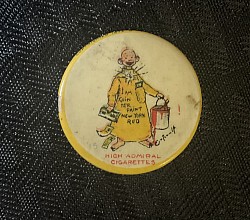 I AM
GOIN
TER
PAINT
NEW YORK
RED
HIGH ADMIRAL
CIGARETTES